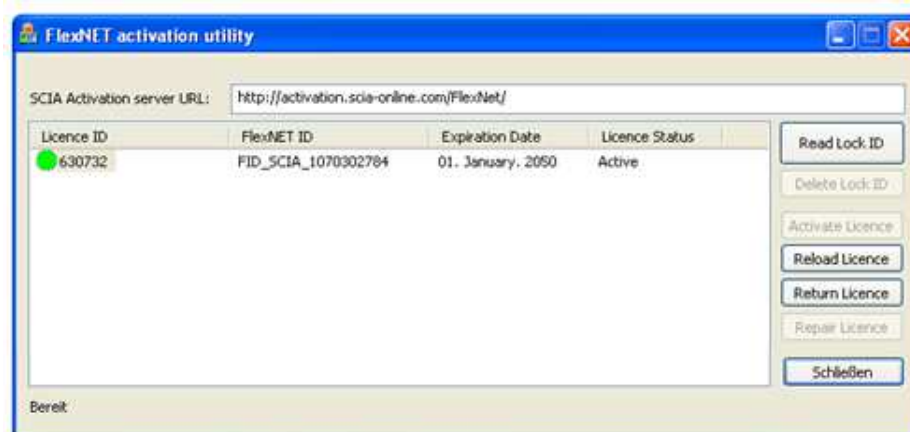 FlexNET activation utility
SCIA Activation server URL: http://activation.scia-online.com/FlexNet/
Licence ID FlexNET ID Expiration Date Licence Status
630732 FID_SCIA_1070302784 01. January. 2050 Active
Read Lock ID
Delete Lock ID
Activate Licence
Reload Licence
Return Licence
Repair Licence
Schließen
Bereit